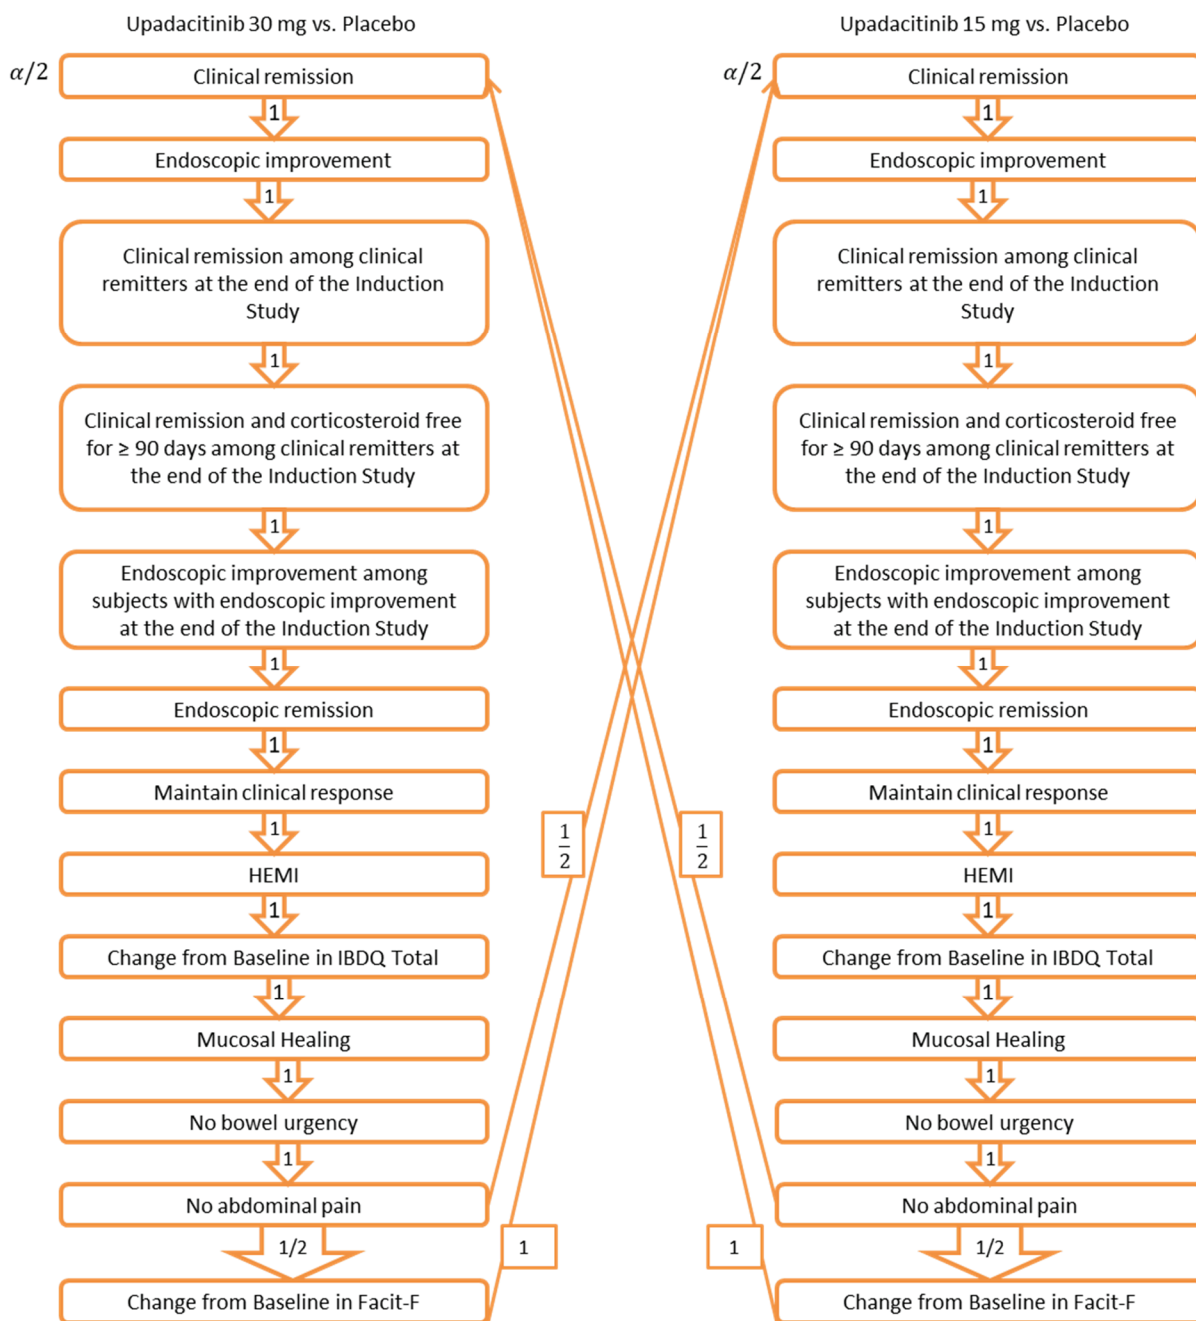 Upadacitinib 30 mg vs. Placebo
α/2
Clinical remission
1
Endoscopic improvement
1
Clinical remission among clinical
remitters at the end of the Induction
Study
1
Clinical remission and corticosteroid free
for ≥ 90 days among clinical remitters at
the end of the Induction Study
1
Endoscopic improvement among
subjects with endoscopic improvement
at the end of the Induction Study
1
Endoscopic remission
1
Maintain clinical response
1
HEMI
1
Change from Baseline in IBDQ Total
1
Mucosal Healing
1
No bowel urgency
1
No abdominal pain
1/2
Change from Baseline in Facit-F
1
2
1
1
2
1
Upadacitinib 15 mg vs. Placebo
α/2
Clinical remission
1
Endoscopic improvement
1
Clinical remission among clinical
remitters at the end of the Induction
Study
1
Clinical remission and corticosteroid free
for ≥ 90 days among clinical remitters at
the end of the Induction Study
1
Endoscopic improvement among
subjects with endoscopic improvement
at the end of the Induction Study
1
Endoscopic remission
1
Maintain clinical response
1
HEMI
1
Change from Baseline in IBDQ Total
1
Mucosal Healing
1
No bowel urgency
1
No abdominal pain
1/2
Change from Baseline in Facit-F